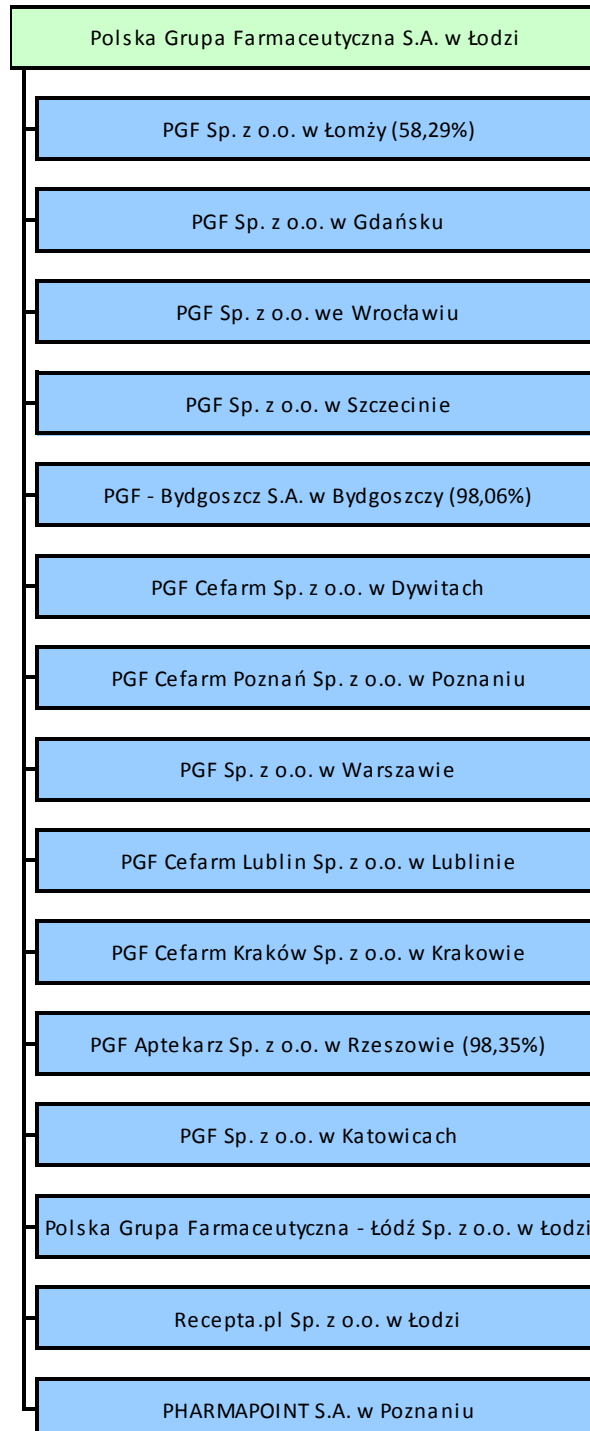 Polska Grupa Farmaceutyczna S.A. w Łodzi
PGF Sp. z o.o. w Łomży (58,29%)
PGF Sp. z o.o. w Gdańsku
PGF Sp. z o.o. we Wrocławiu
PGF Sp. z o.o. w Szczecinie
PGF - Bydgoszcz S.A. w Bydgoszczy (98,06%)
PGF Cefarm Sp. z o.o. w Dywitach
PGF Cefarm Poznań Sp. z o.o. w Poznaniu
PGF Sp. z o.o. w Warszawie
PGF Cefarm Lublin Sp. z o.o. w Lublinie
PGF Cefarm Kraków Sp. z o.o. w Krakowie
PGF Aptekarz Sp. z o.o. w Rzeszowie (98,35%)
PGF Sp. z o.o. w Katowicach
Polska Grupa Farmaceutyczna - Łódź Sp. z o.o. w Łodzi
Recepta.pl Sp. z o.o. w Łodzi
PHARMAPOINT S.A. w Poznaniu